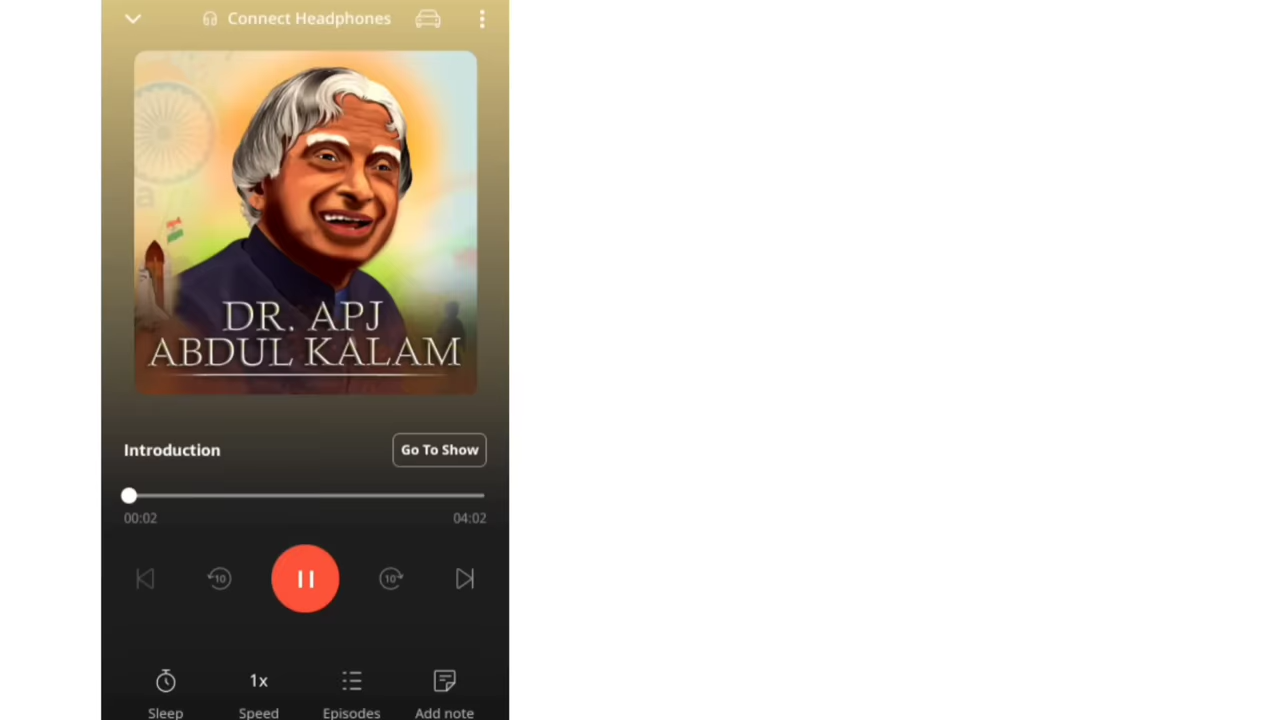 Connect Headphones
a
DR. APJ
ABDUL KALAM
Introduction
Go To Show
00:02
04:02
10
10
1x
Sleep
Speed
Episodes
Add note